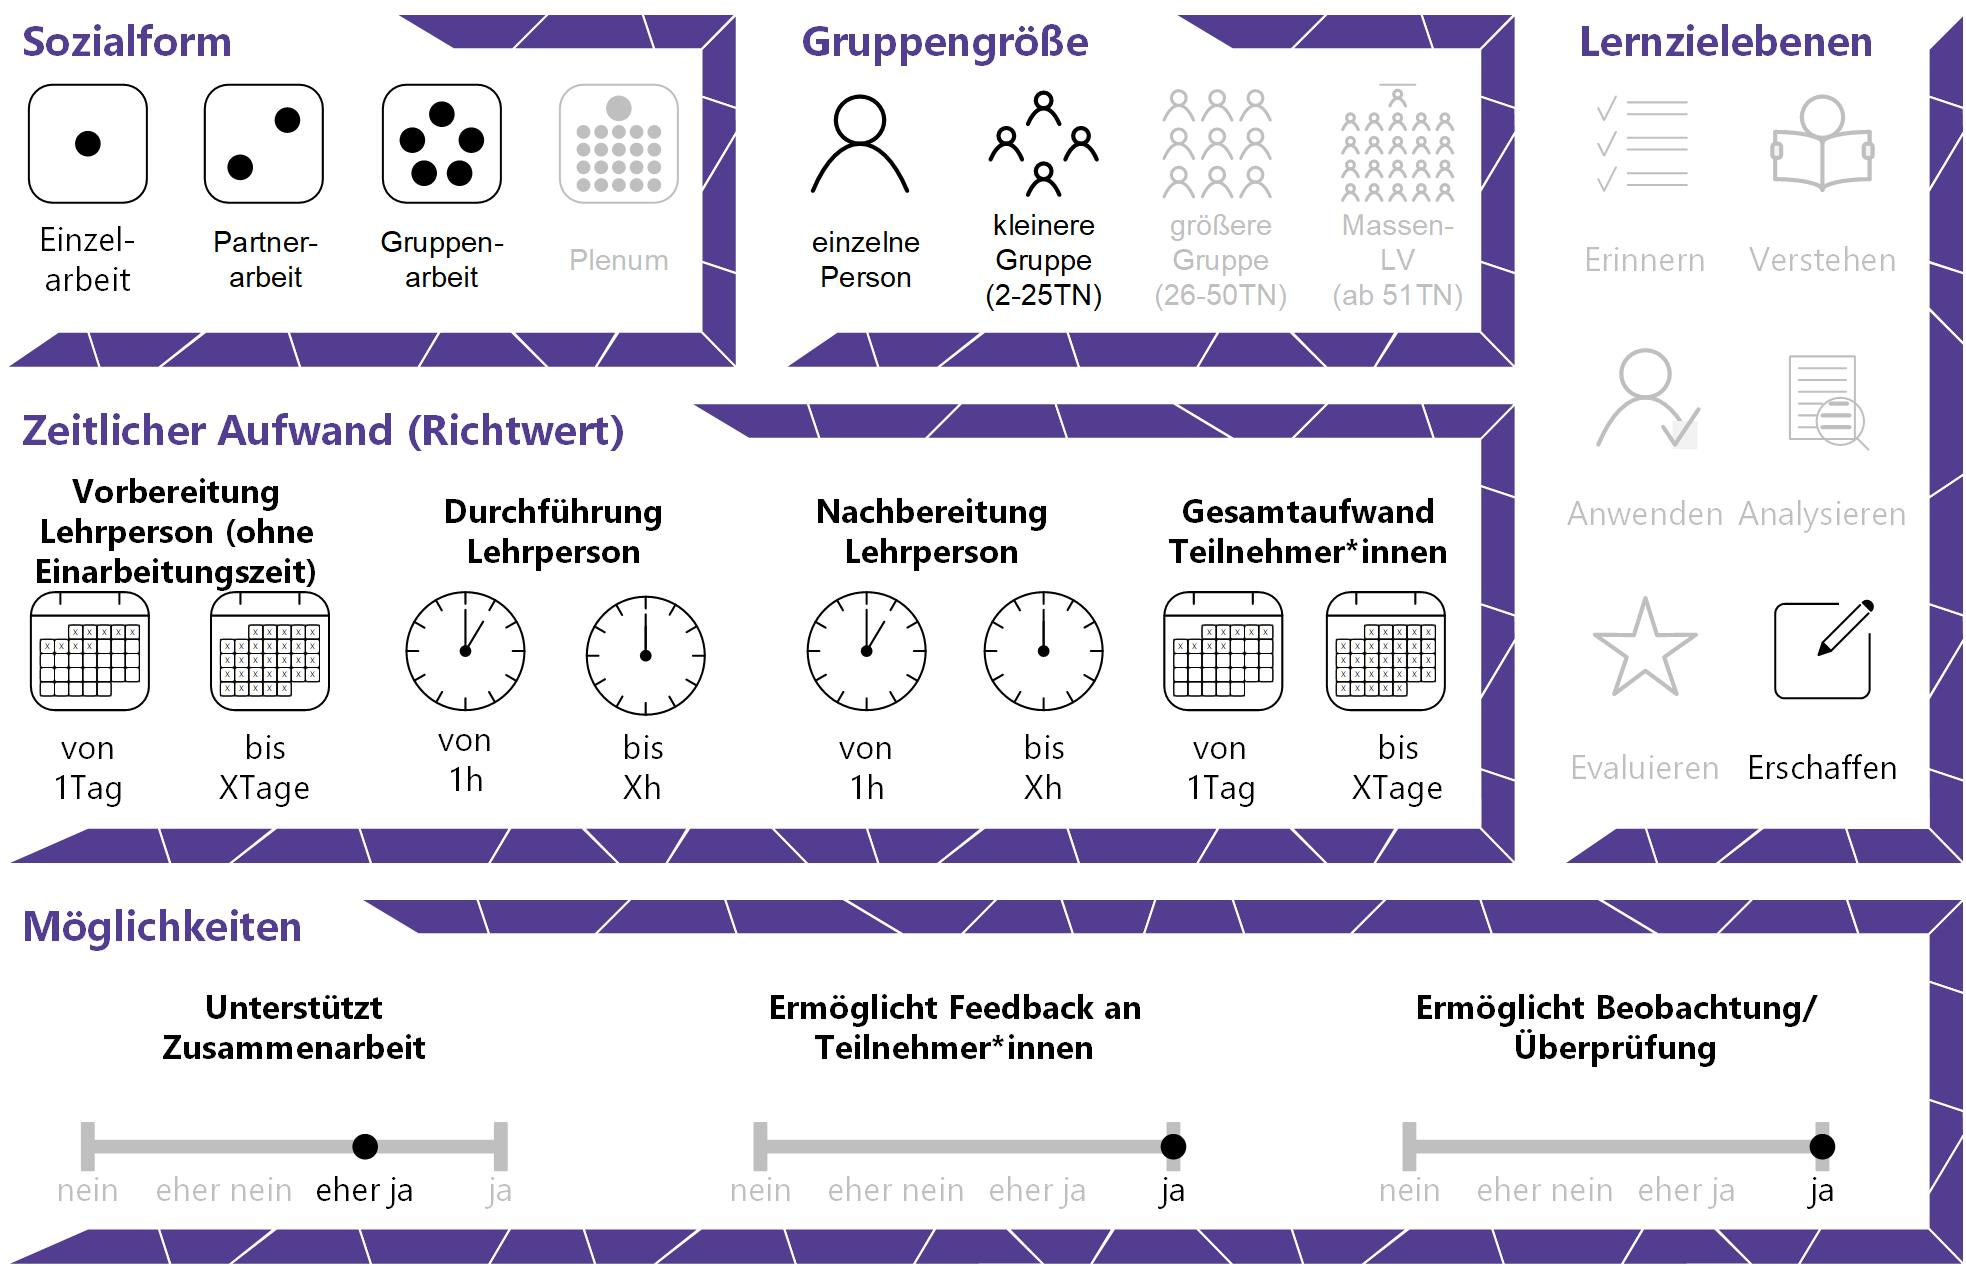 Sozialform
Einzel-
arbeit
Partner-
arbeit
Gruppen-
arbeit
Plenum
Gruppengröße
einzelne
Person
kleinere
Gruppe
(2-25TN)
größere
Gruppe
(26-50TN)
Massen-
LV
(ab 51TN)
Lernzielebenen
Erinnern
Verstehen
Anwenden
Analysieren
Evaluieren
Erschaffen
Zeitlicher Aufwand (Richtwert)
Vorbereitung
Lehrperson (ohne
Einarbeitungszeit)
von
1Tag
bis
XTage
Durchführung
Lehrperson
von
1h
bis
Xh
Nachbereitung
Lehrperson
von
1h
bis
Xh
Gesamtaufwand
Teilnehmer*innen
von
1Tag
bis
XTage
Möglichkeiten
Unterstützt
Zusammenarbeit
nein eher nein eher ja ja
Ermöglicht Feedback an
Teilnehmer*innen
nein eher nein eher ja ja
Ermöglicht Beobachtung/
Überprüfung
nein eher nein eher ja ja